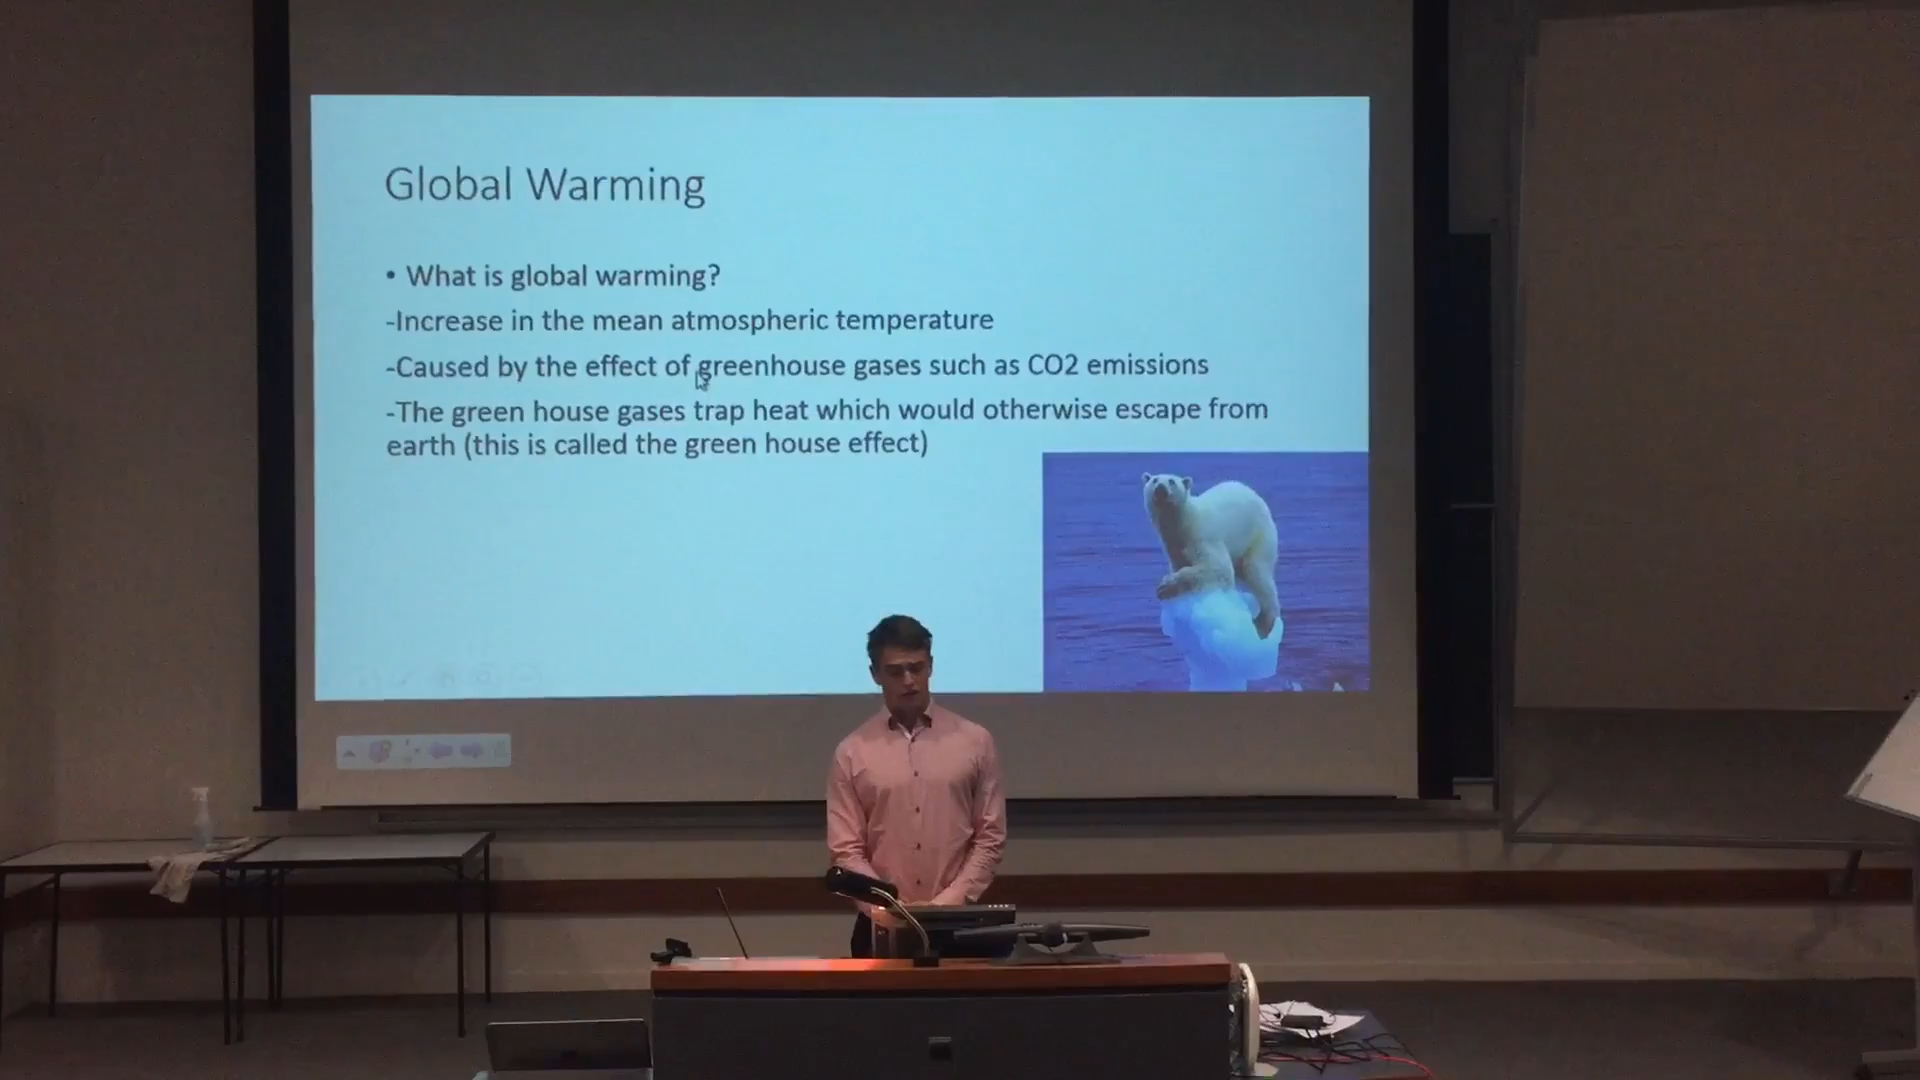 Global Warming
• What is global warming?
-Increase in the mean atmospheric temperature
-Caused by the effect of greenhouse gases such as CO2 emissions
-The green house gases trap heat which would otherwise escape from
earth (this is called the green house effect)